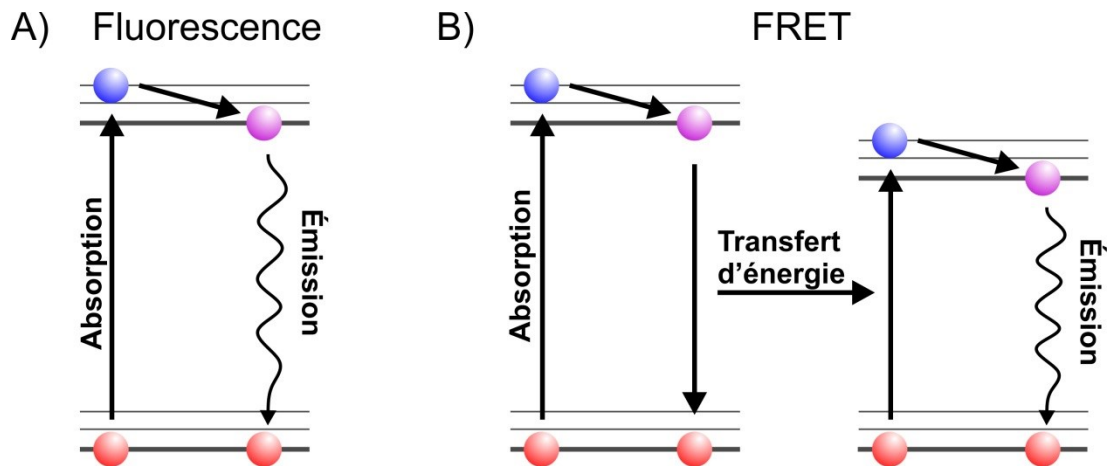 A) Fluorescence
B) FRET
Absorption
Émission
Absorption
Transfert
d'énergie
Émission